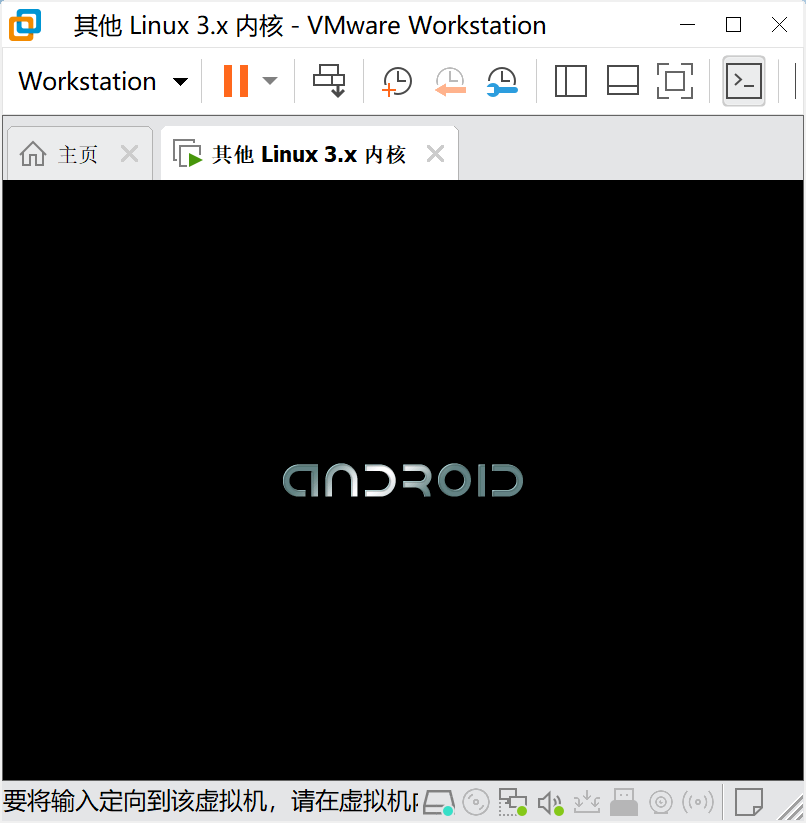 其他 Linux 3.x 内核 - VMware Workstation
Workstation
主页
其他 Linux 3.x 内核
ANDROID
要将输入定向到该虚拟机，请在虚拟机